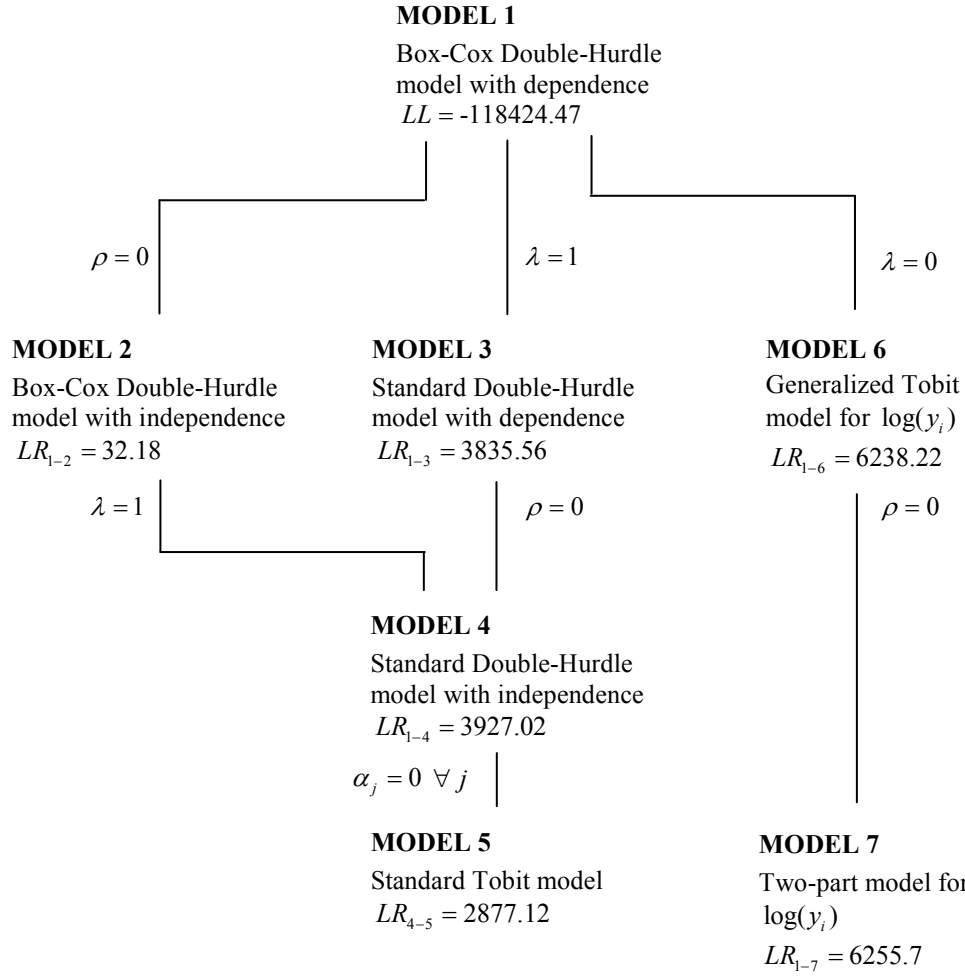 MODEL 1
Box-Cox Double-Hurdle
model with dependence
LL = -118424.47
ρ = 0
λ = 1
λ = 0
MODEL 2
Box-Cox Double-Hurdle
model with independence
LR₁₋₂ = 32.18
MODEL 3
Standard Double-Hurdle
model with dependence
LR₁₋₃ = 3835.56
MODEL 6
Generalized Tobit
model for log(yᵢ)
LR₁₋₆ = 6238.22
λ = 1
ρ = 0
ρ = 0
MODEL 4
Standard Double-Hurdle
model with independence
LR₁₋₄ = 3927.02
αⱼ = 0 ∀ j
MODEL 5
Standard Tobit model
LR₄₋₅ = 2877.12
MODEL 7
Two-part model for
log(yᵢ)
LR₁₋₇ = 6255.7